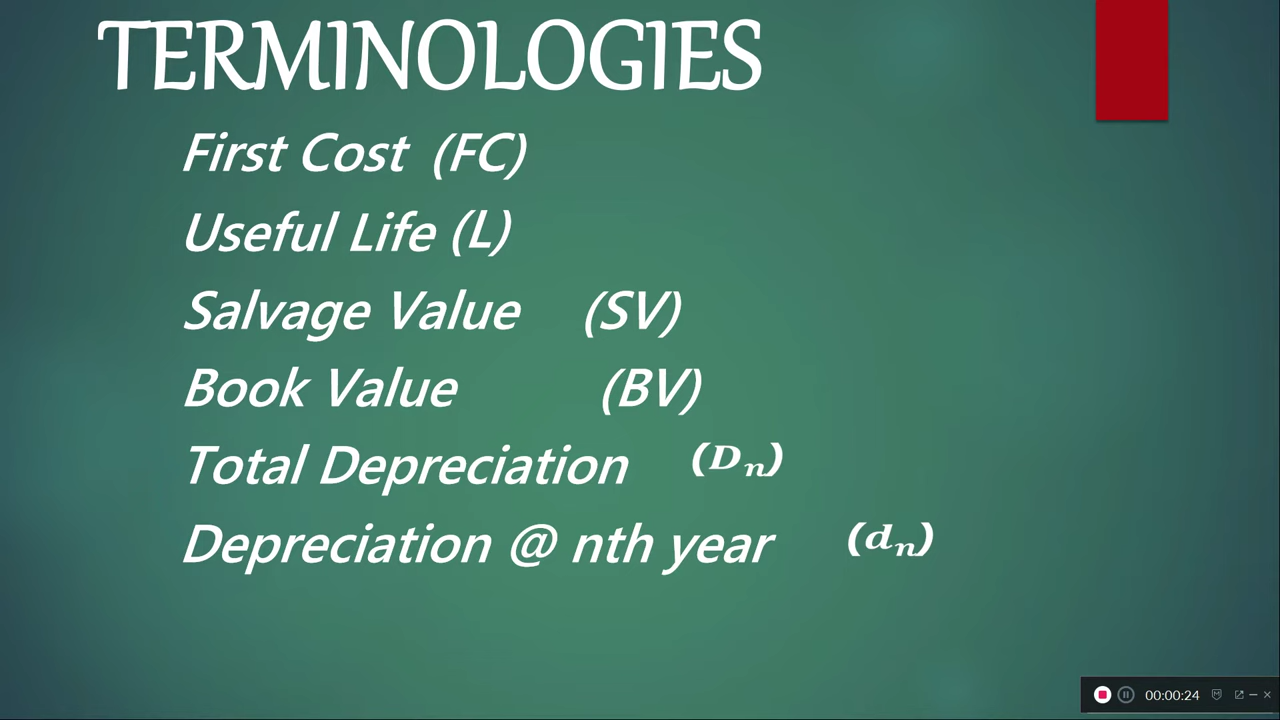 TERMINOLOGIES
First Cost (FC)
Useful Life (L)
Salvage Value (SV)
Book Value (BV)
Total Depreciation (Dₙ)
Depreciation @ nth year (dₙ)
00:00:24